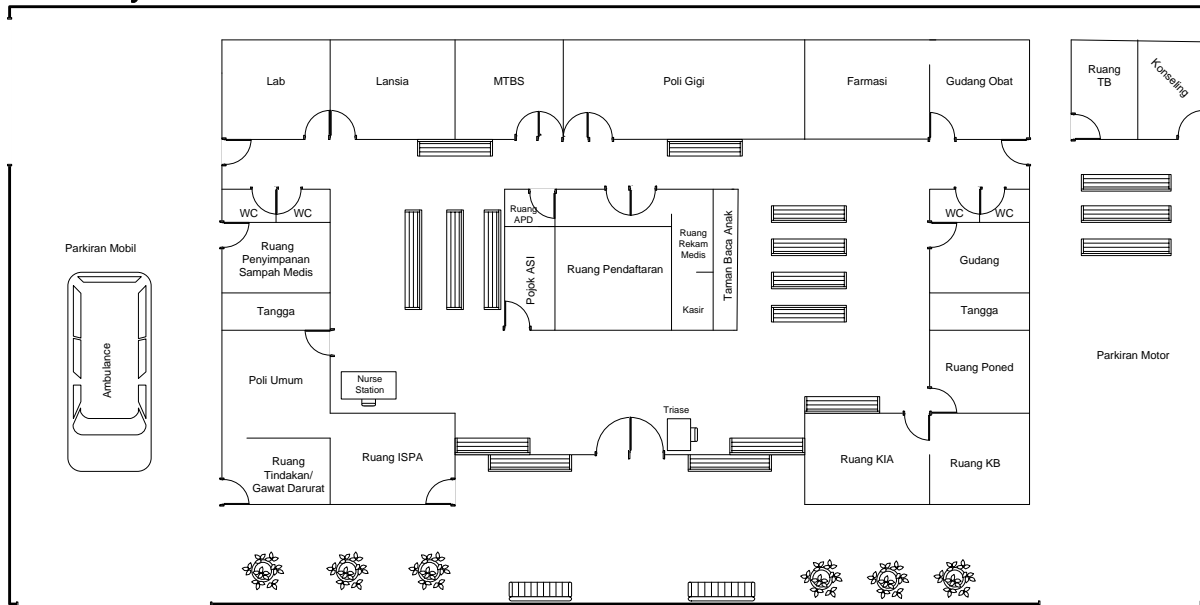 Lab
Lansia
MTBS
Poli Gigi
Farmasi
Gudang Obat
Ruang
TB
Konseling
WC
WC
Ruang
APD
WC
WC
Parkiran Mobil
Ruang
Penyimpanan
Sampah Medis
Pojok ASI
Ruang Pendaftaran
Ruang
Rekam
Medis
Taman Baca Anak
Gudang
Tangga
Kasir
Tangga
Ambulance
Poli Umum
Nurse
Station
Ruang Poned
Parkiran Motor
Triase
Ruang
Tindakan/
Gawat Darurat
Ruang ISPA
Ruang KIA
Ruang KB